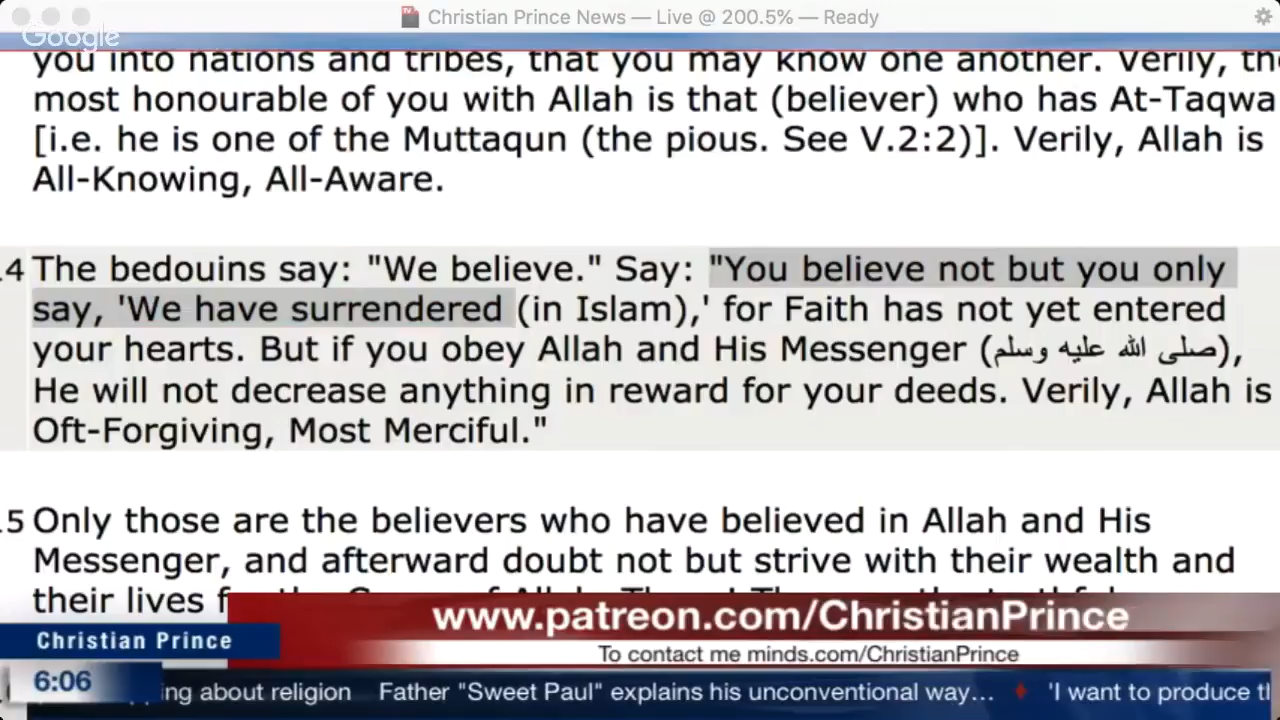 Christian Prince News — Live @ 200.5% — Ready
Google
you into nations and tribes, that you may know one another. Verily, the
most honourable of you with Allah is that (believer) who has At-Taqwa
[i.e. he is one of the Muttaqun (the pious. See V.2:2)]. Verily, Allah is
All-Knowing, All-Aware.
14 The bedouins say: "We believe." Say: "You believe not but you only
say, 'We have surrendered (in Islam),' for Faith has not yet entered
your hearts. But if you obey Allah and His Messenger (صلى الله عليه وسلم),
He will not decrease anything in reward for your deeds. Verily, Allah is
Oft-Forgiving, Most Merciful."
15 Only those are the believers who have believed in Allah and His
Messenger, and afterward doubt not but strive with their wealth and
their lives
www.patreon.com/ChristianPrince
Christian Prince
To contact me minds.com/ChristianPrince
6:06
about religion Father "Sweet Paul" explains his unconventional way... 'I want to produce